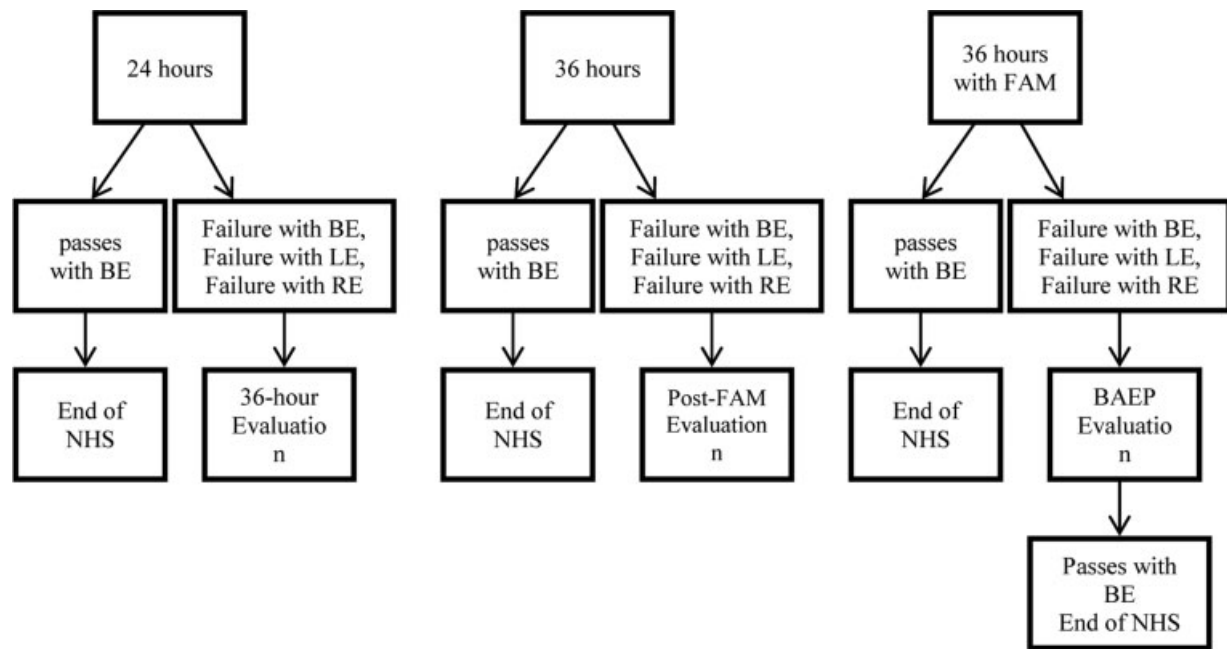 24 hours
passes
with BE
Failure with BE,
Failure with LE,
Failure with RE
End of
NHS
36-hour
Evaluatio
n
36 hours
passes
with BE
Failure with BE,
Failure with LE,
Failure with RE
End of
NHS
Post-FAM
Evaluation
n
36 hours
with FAM
passes
with BE
Failure with BE,
Failure with LE,
Failure with RE
End of
NHS
BAEP
Evaluatio
n
Passes with
BE
End of NHS